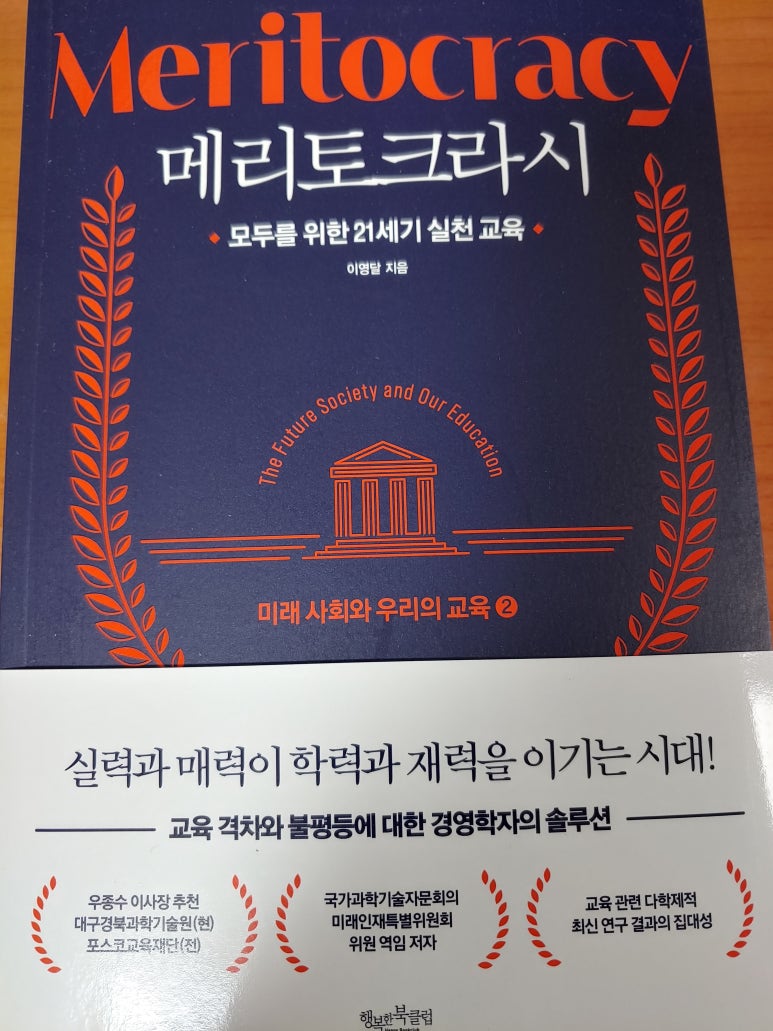 Meritocracy
메리토크라시
모두를 위한 21세기 실천 교육
이영달 지음
The Future Society and Our Education
미래 사회와 우리의 교육 ❷
실력과 매력이 학력과 재력을 이기는 시대!
교육 격차와 불평등에 대한 경영학자의 솔루션
우종수 이사장 추천
대구경북과학기술원(현)
포스코교육재단(전)
국가과학기술자문회의
미래인재특별위원회
위원 역임 저자
교육 관련 다학제적
최신 연구 결과의 집대성
행복한북클럽